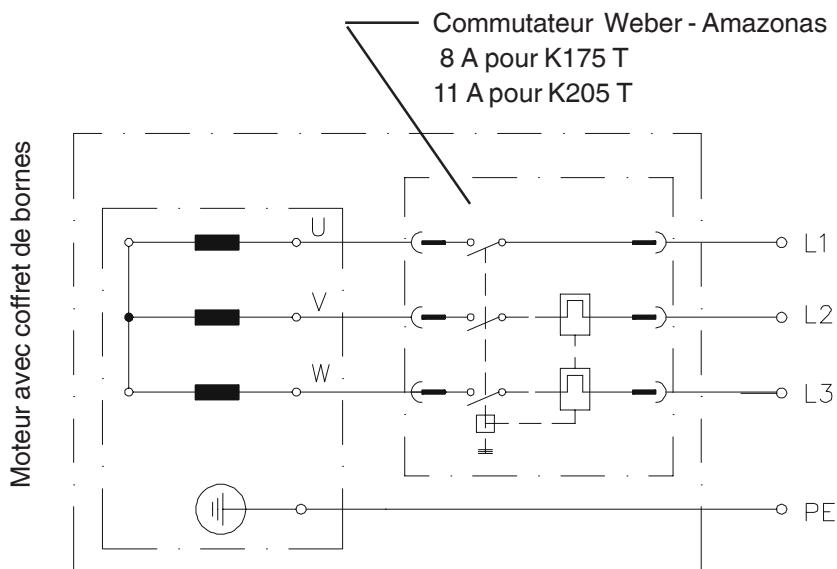 Commutateur Weber - Amazonas
8 A pour K175 T
11 A pour K205 T
Moteur avec coffret de bornes
U
L1
V
L2
W
L3
PE